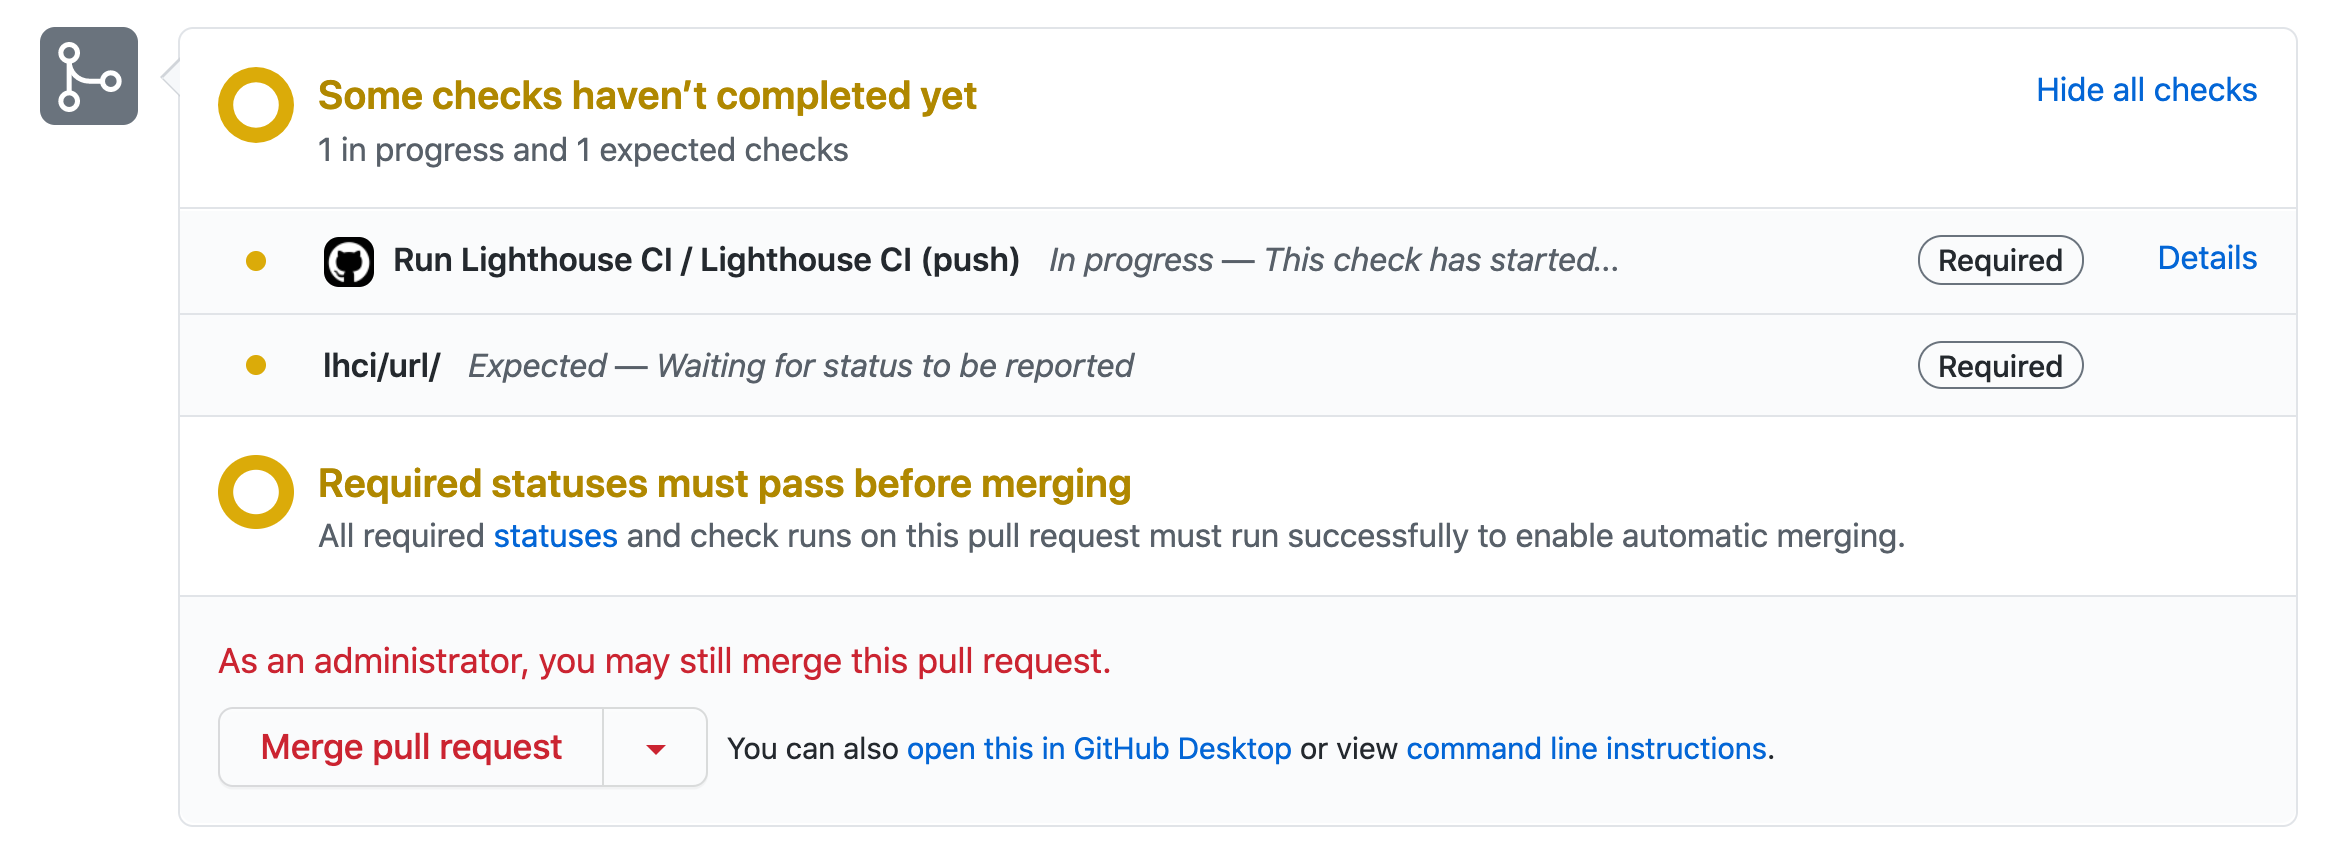 Some checks haven’t completed yet
Hide all checks
1 in progress and 1 expected checks
Run Lighthouse CI / Lighthouse CI (push) In progress — This check has started... Required Details
lhci/url/ Expected — Waiting for status to be reported Required
Required statuses must pass before merging
All required statuses and check runs on this pull request must run successfully to enable automatic merging.
As an administrator, you may still merge this pull request.
Merge pull request You can also open this in GitHub Desktop or view command line instructions.